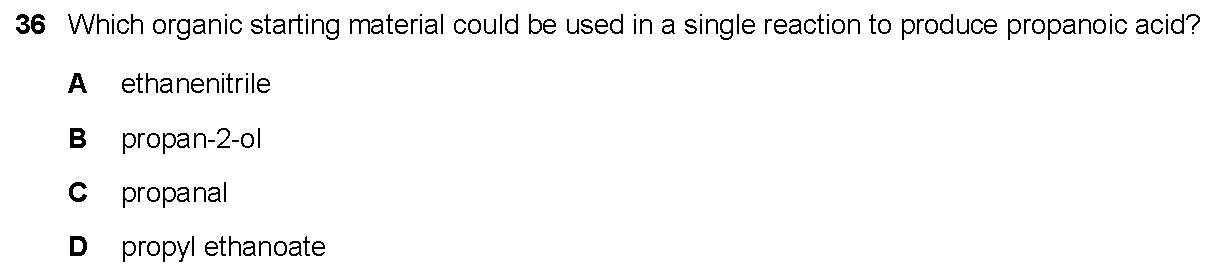 36 Which organic starting material could be used in a single reaction to produce propanoic acid?
A ethanenitrile
B propan-2-ol
C propanal
D propyl ethanoate